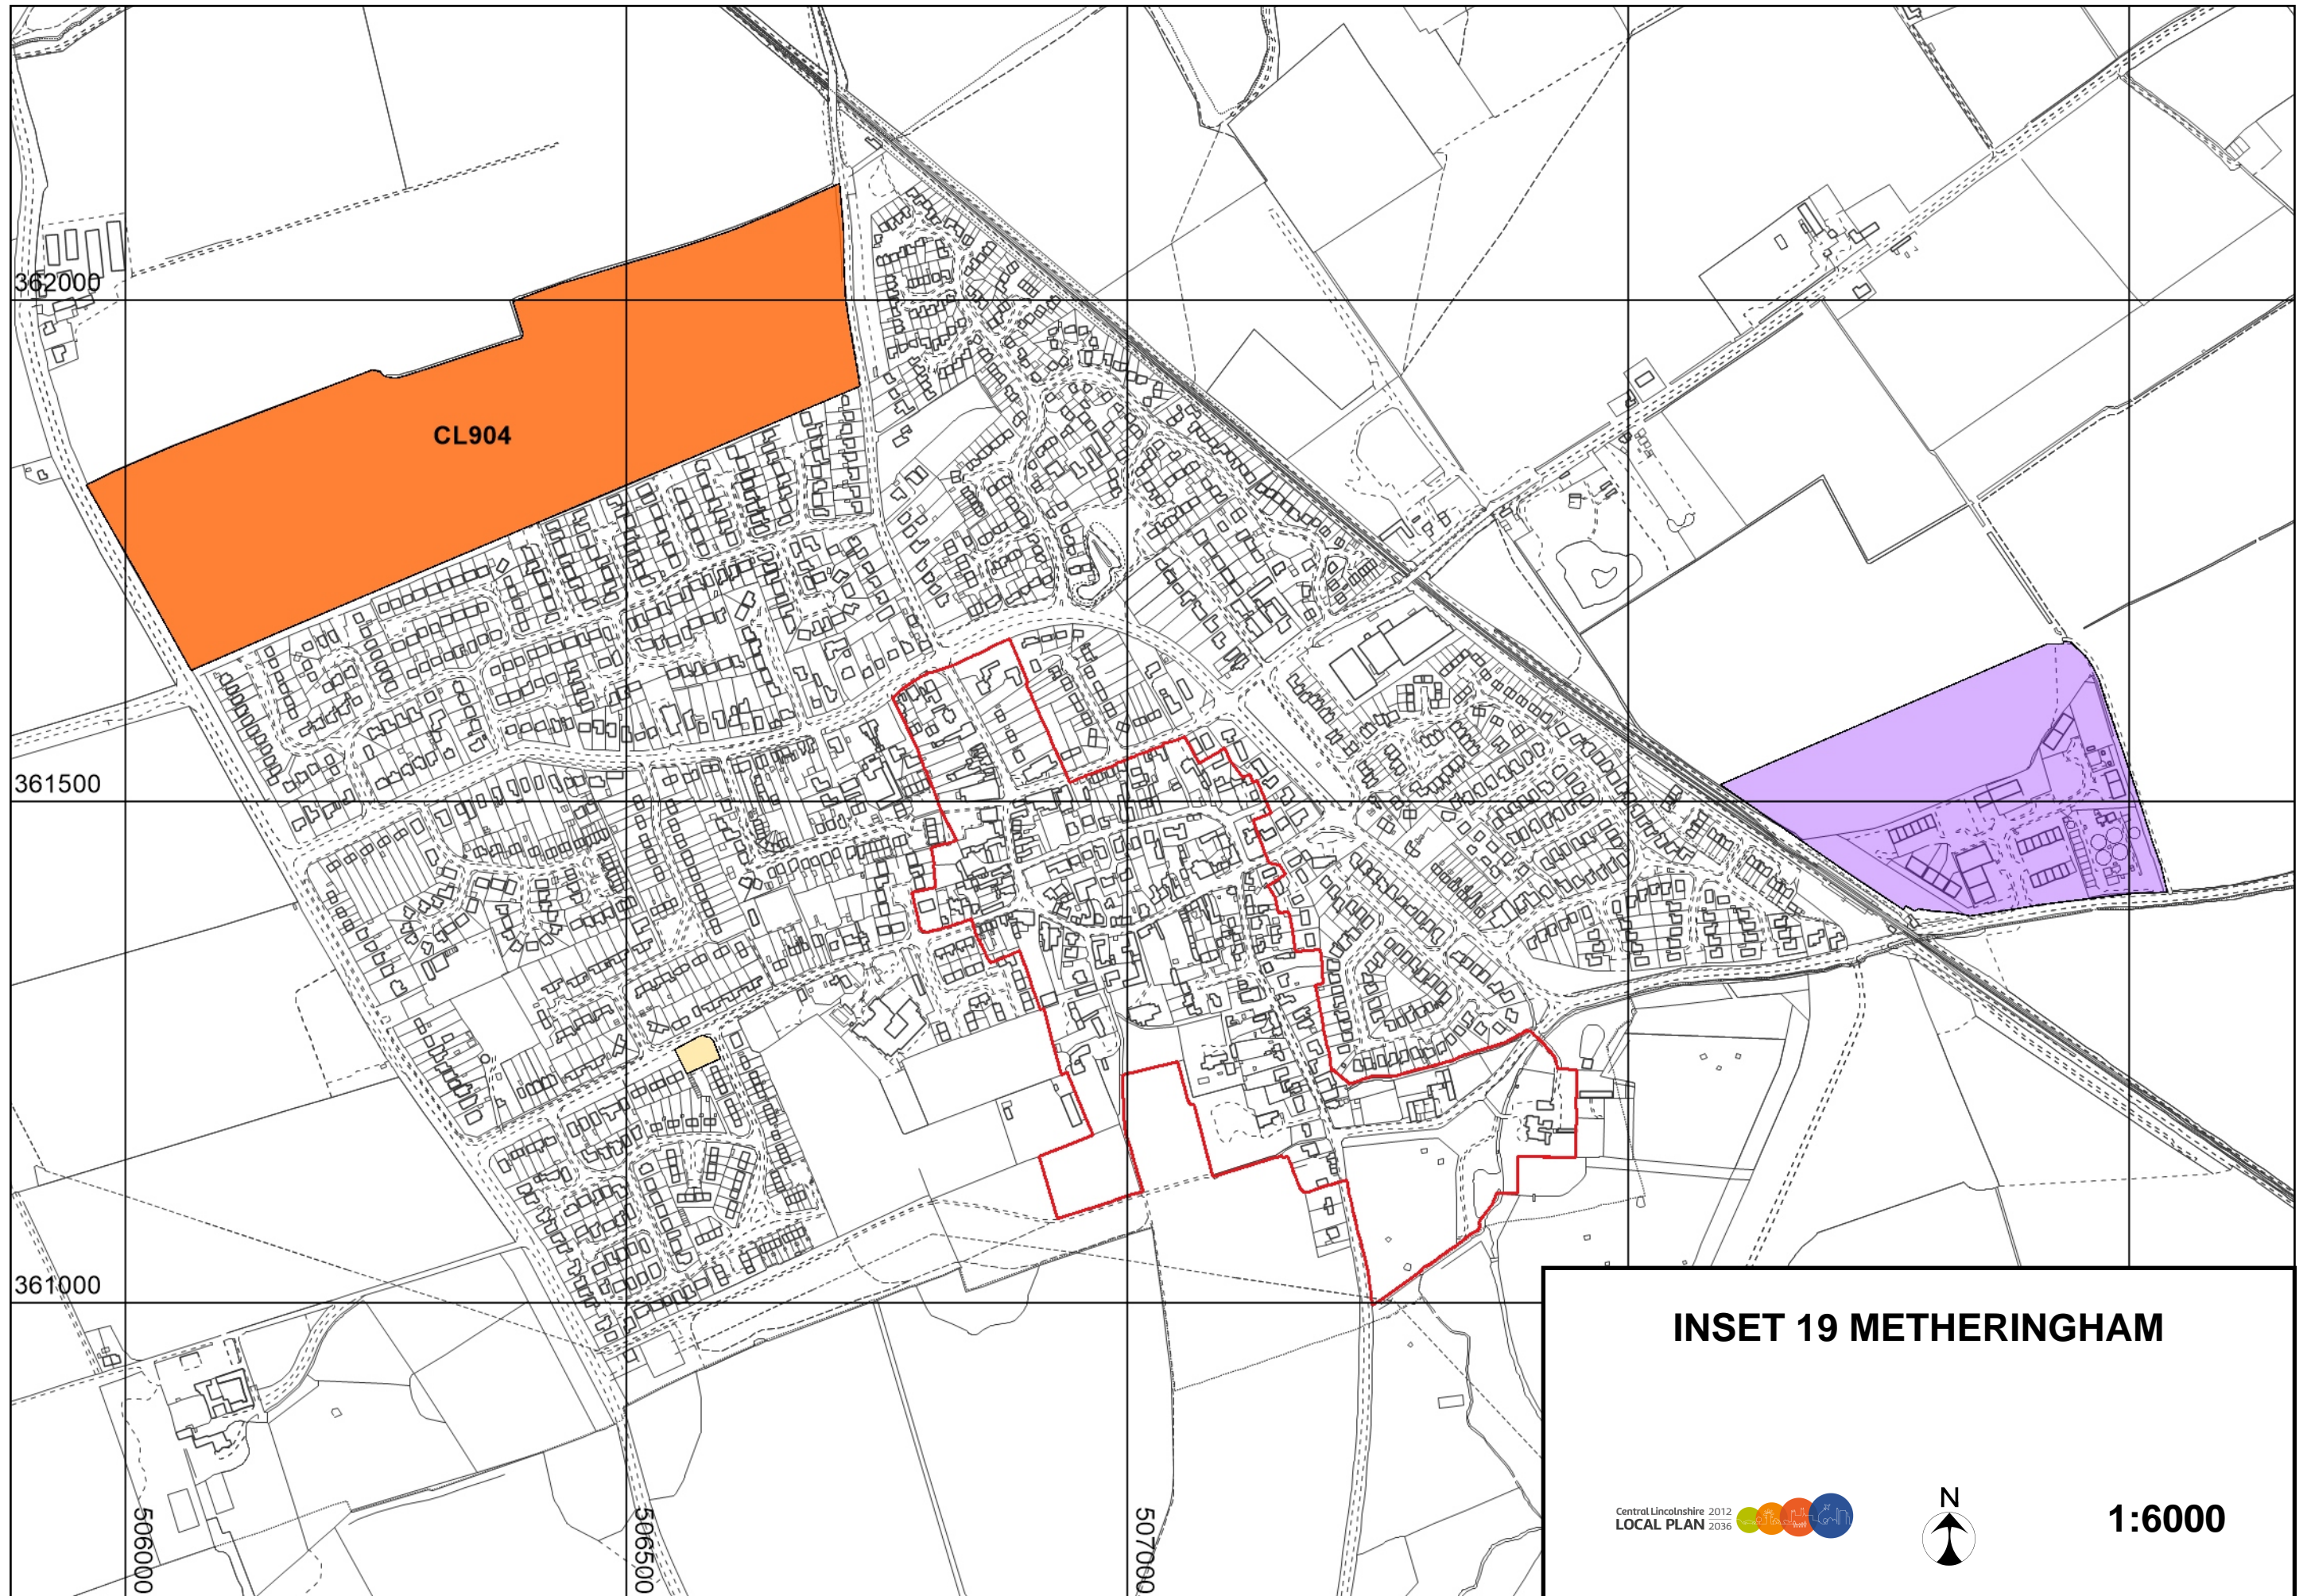 362000
CL904
361500
361000
506000
506500
507000
INSET 19 METHERINGHAM
Central Lincolnshire 2012
LOCAL PLAN 2036
N
1:6000